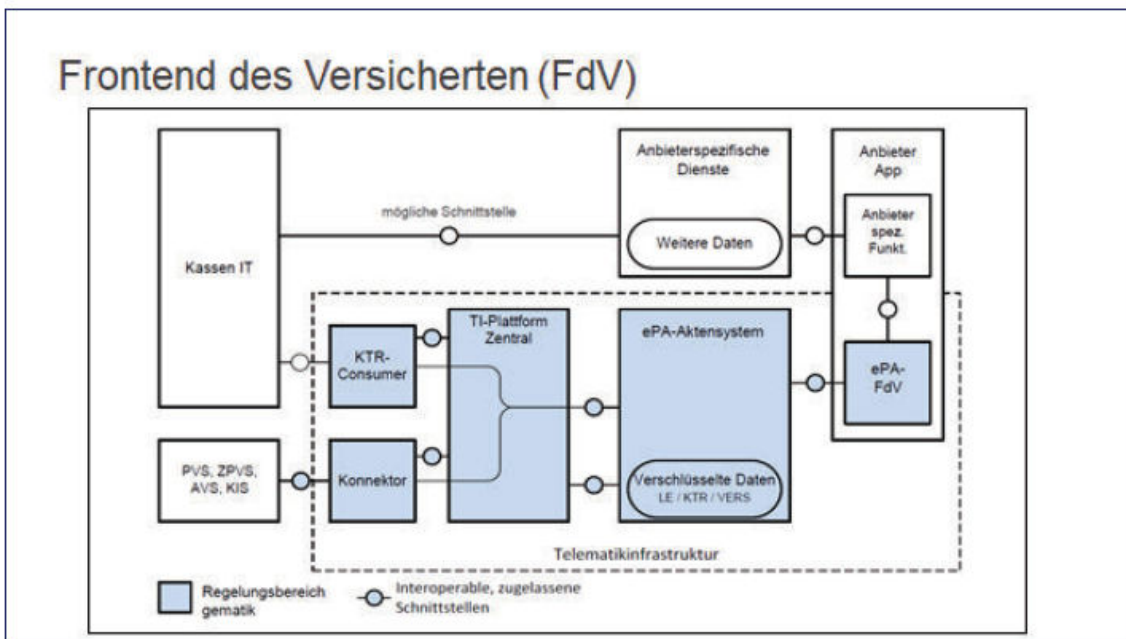 Frontend des Versicherten (FdV)
Kassen IT
mögliche Schnittstelle
Anbieterspezifische
Dienste
Weitere Daten
Anbieter
App
Anbieter
spez.
Funkt.
KTR-
Consumer
TI-Plattform
Zentral
ePA-Aktensystem
ePA-
FdV
PVS, ZPVS,
AVS, KIS
Konnektor
Verschlüsselte Daten
LE / KTR / VERS
Telematikinfrastruktur
Regelungsbereich
gematik
Interoperable, zugelassene
Schnittstellen